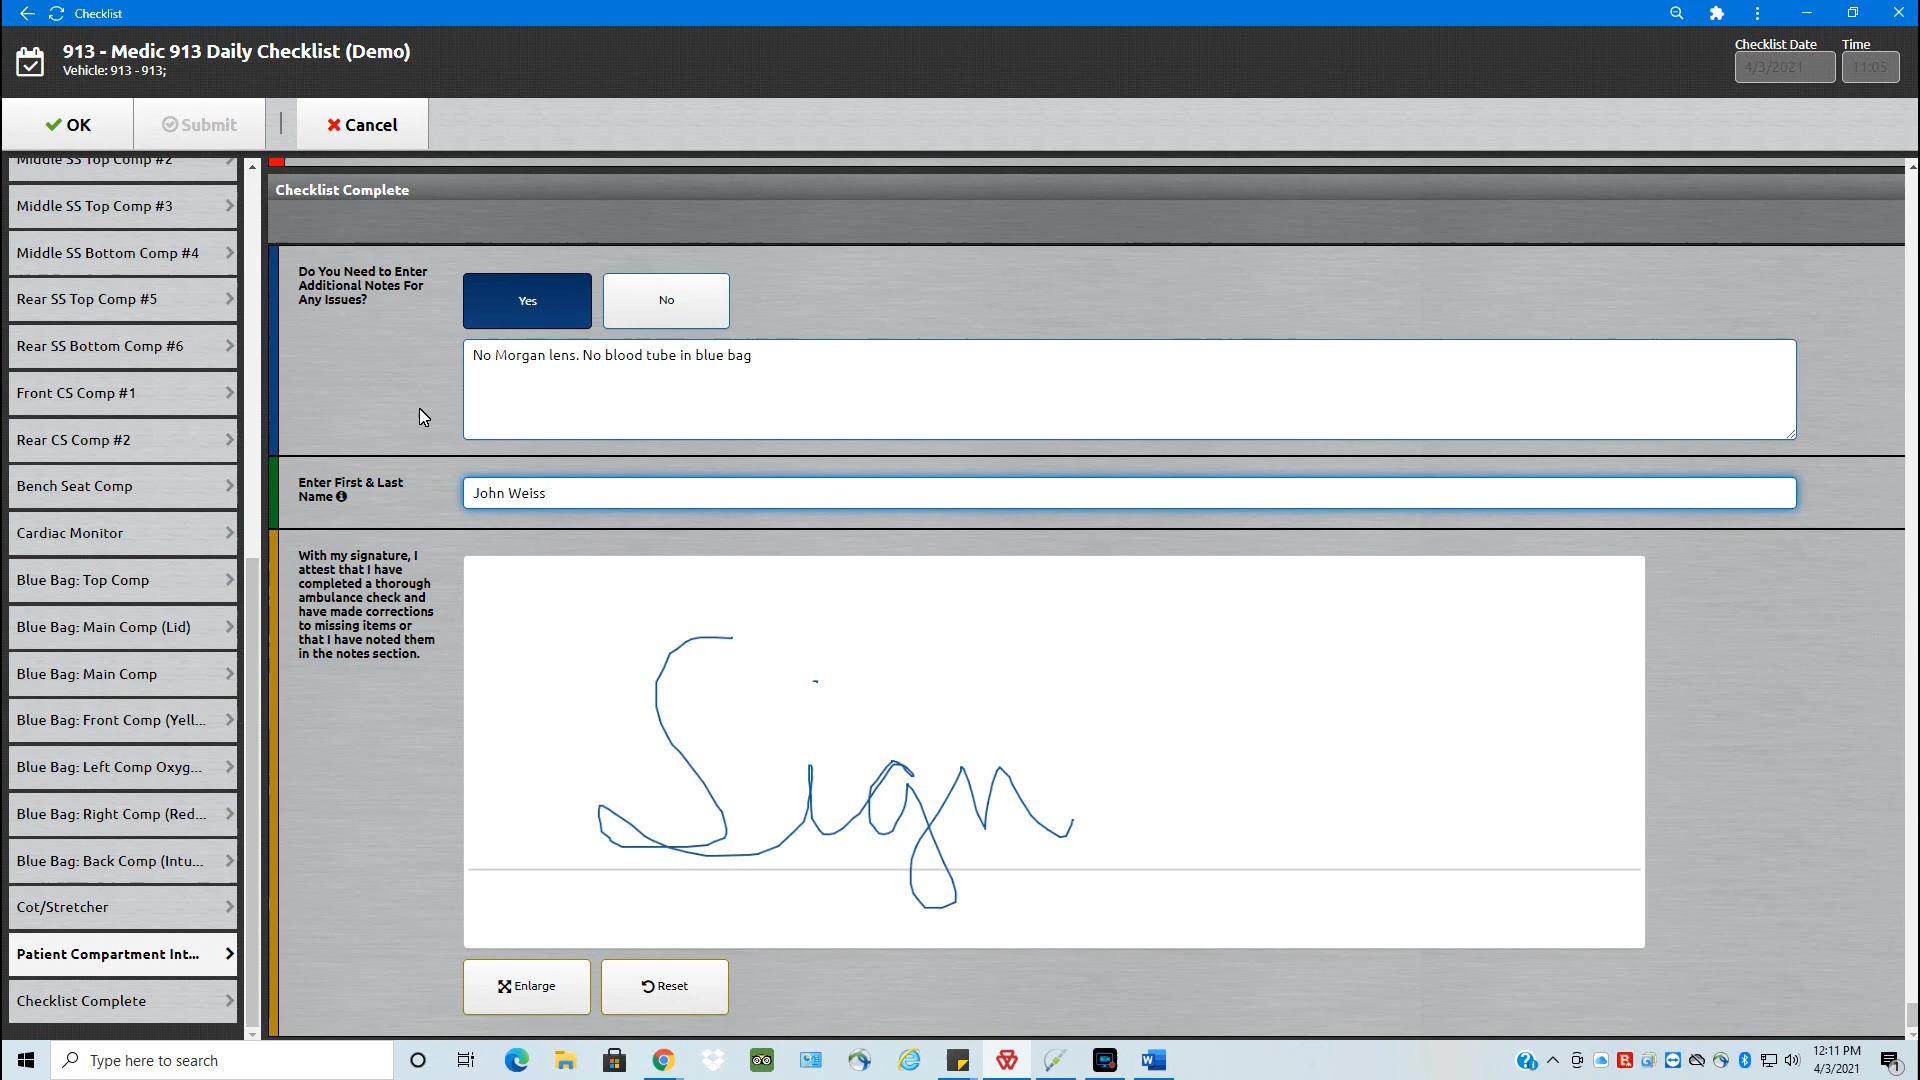 Checklist
913 - Medic 913 Daily Checklist (Demo)
Vehicle: 913 - 913;
Checklist Date
Time
4/3/2021
11:05
OK
Submit
Cancel
Middle SS Top Comp #2
Middle SS Top Comp #3
Middle SS Bottom Comp #4
Rear SS Top Comp #5
Rear SS Bottom Comp #6
Front CS Comp #1
Rear CS Comp #2
Bench Seat Comp
Cardiac Monitor
Blue Bag: Top Comp
Blue Bag: Main Comp (Lid)
Blue Bag: Main Comp
Blue Bag: Front Comp (Yell...
Blue Bag: Left Comp Oxyg...
Blue Bag: Right Comp (Red...
Blue Bag: Back Comp (Intu...
Cot/Stretcher
Patient Compartment Int...
Checklist Complete
Checklist Complete
Do You Need to Enter
Additional Notes For
Any Issues?
Yes
No
No Morgan lens. No blood tube in blue bag
Enter First & Last
Name
John Weiss
With my signature, I
attest that I have
completed a thorough
ambulance check and
have made corrections
to missing items or
that I have noted them
in the notes section.
Sign
Enlarge
Reset
Type here to search
12:11 PM
4/3/2021
1